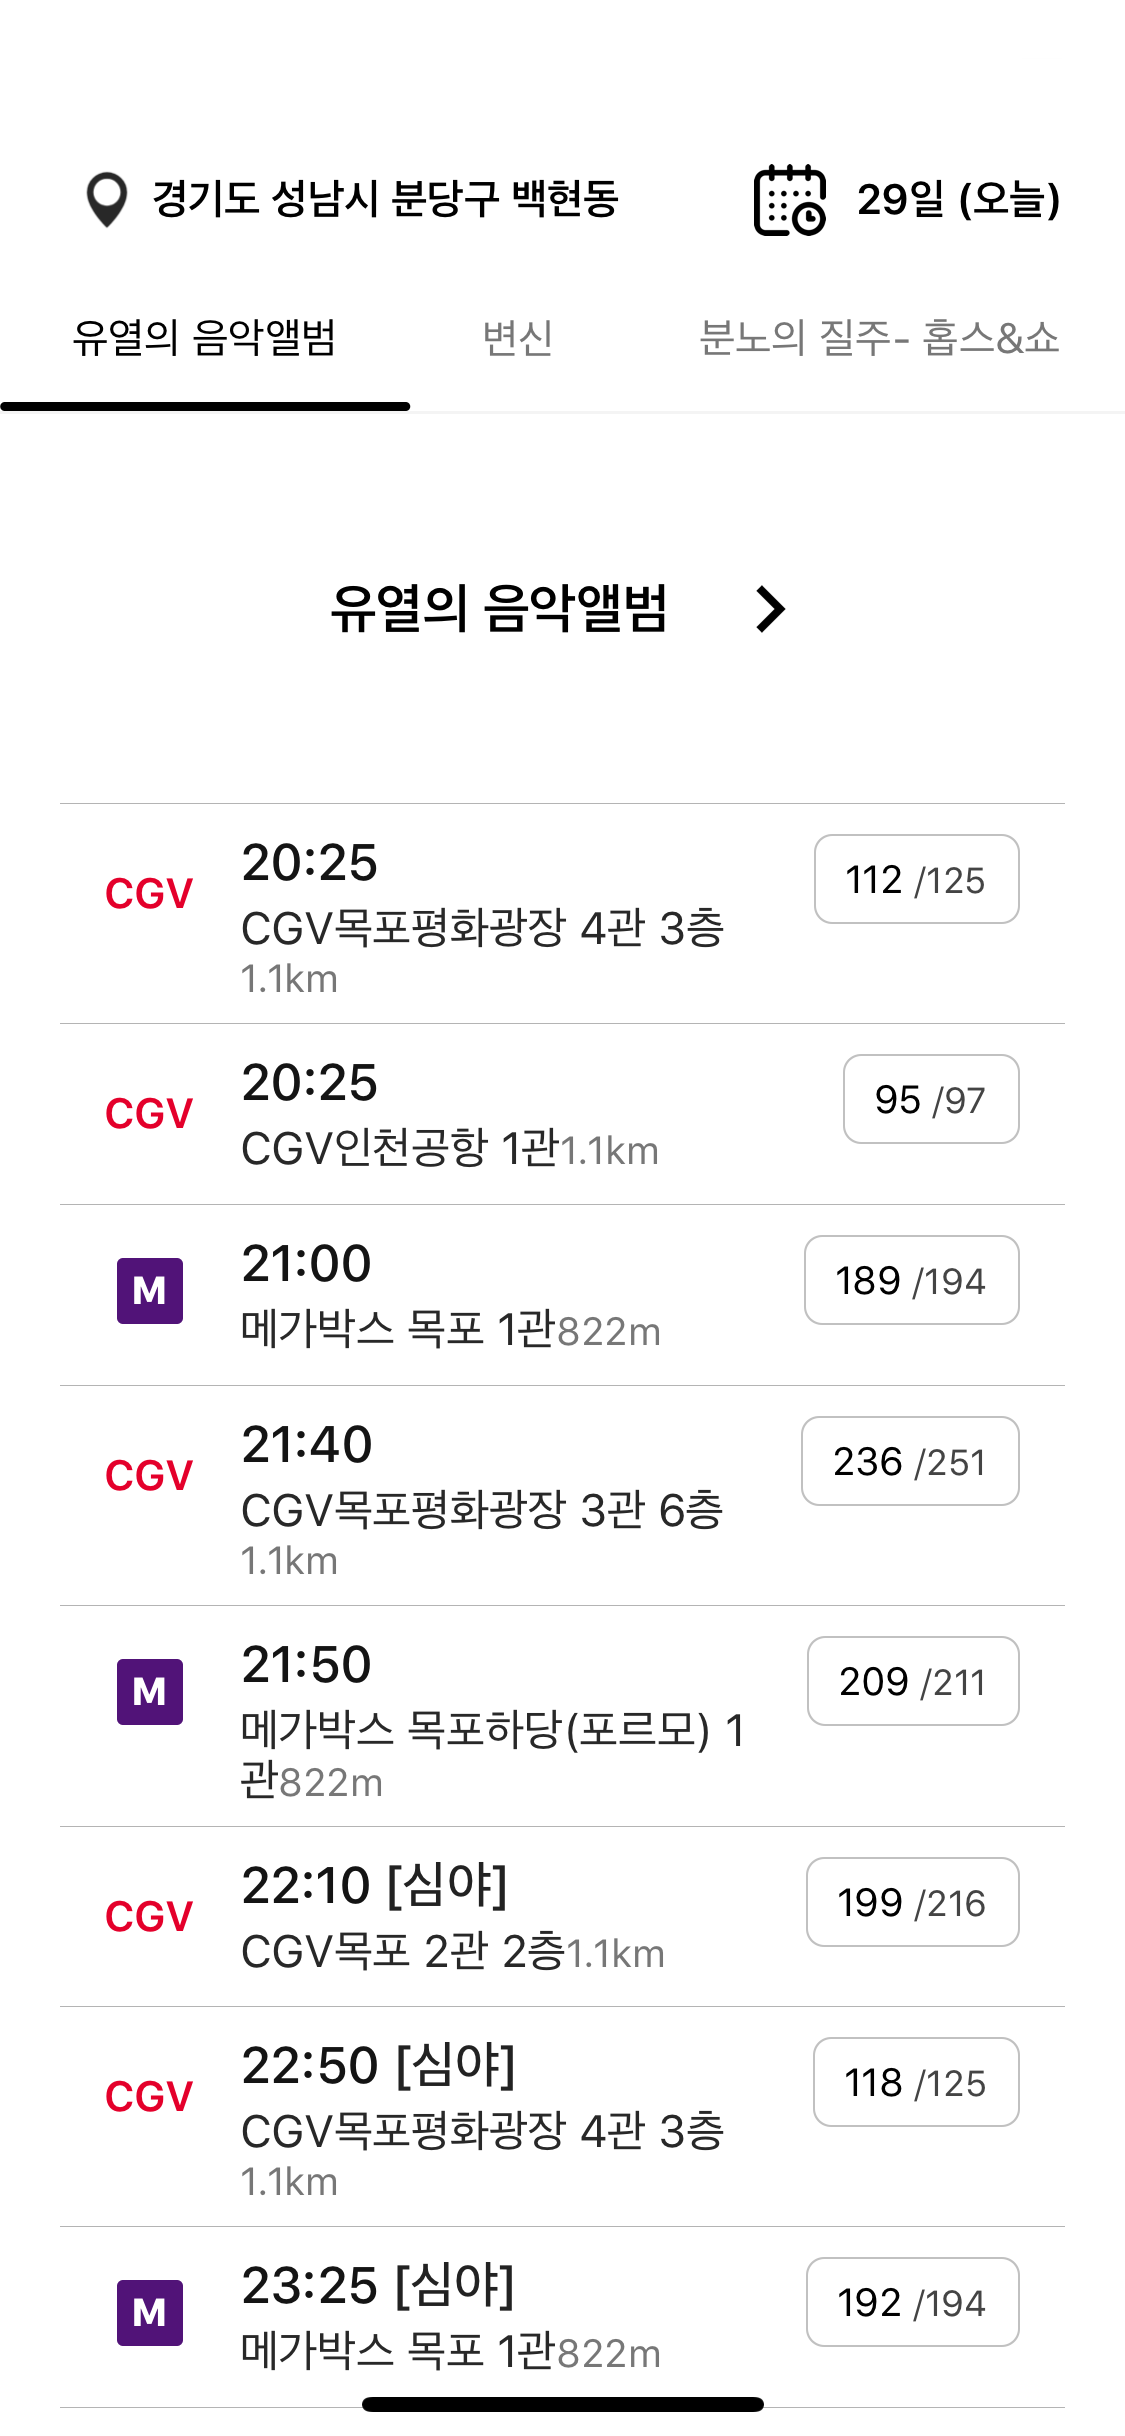 경기도 성남시 분당구 백현동
29일 (오늘)
유열의 음악앨범
변신
분노의 질주- 홉스&쇼
유열의 음악앨범
CGV
20:25
CGV목포평화광장 4관 3층
1.1km
112 /125
CGV
20:25
CGV인천공항 1관1.1km
95 /97
M
21:00
메가박스 목포 1관822m
189 /194
CGV
21:40
CGV목포평화광장 3관 6층
1.1km
236 /251
M
21:50
메가박스 목포하당(포르모) 1
관822m
209 /211
CGV
22:10 [심야]
CGV목포 2관 2층1.1km
199 /216
CGV
22:50 [심야]
CGV목포평화광장 4관 3층
1.1km
118 /125
M
23:25 [심야]
메가박스 목포 1관822m
192 /194